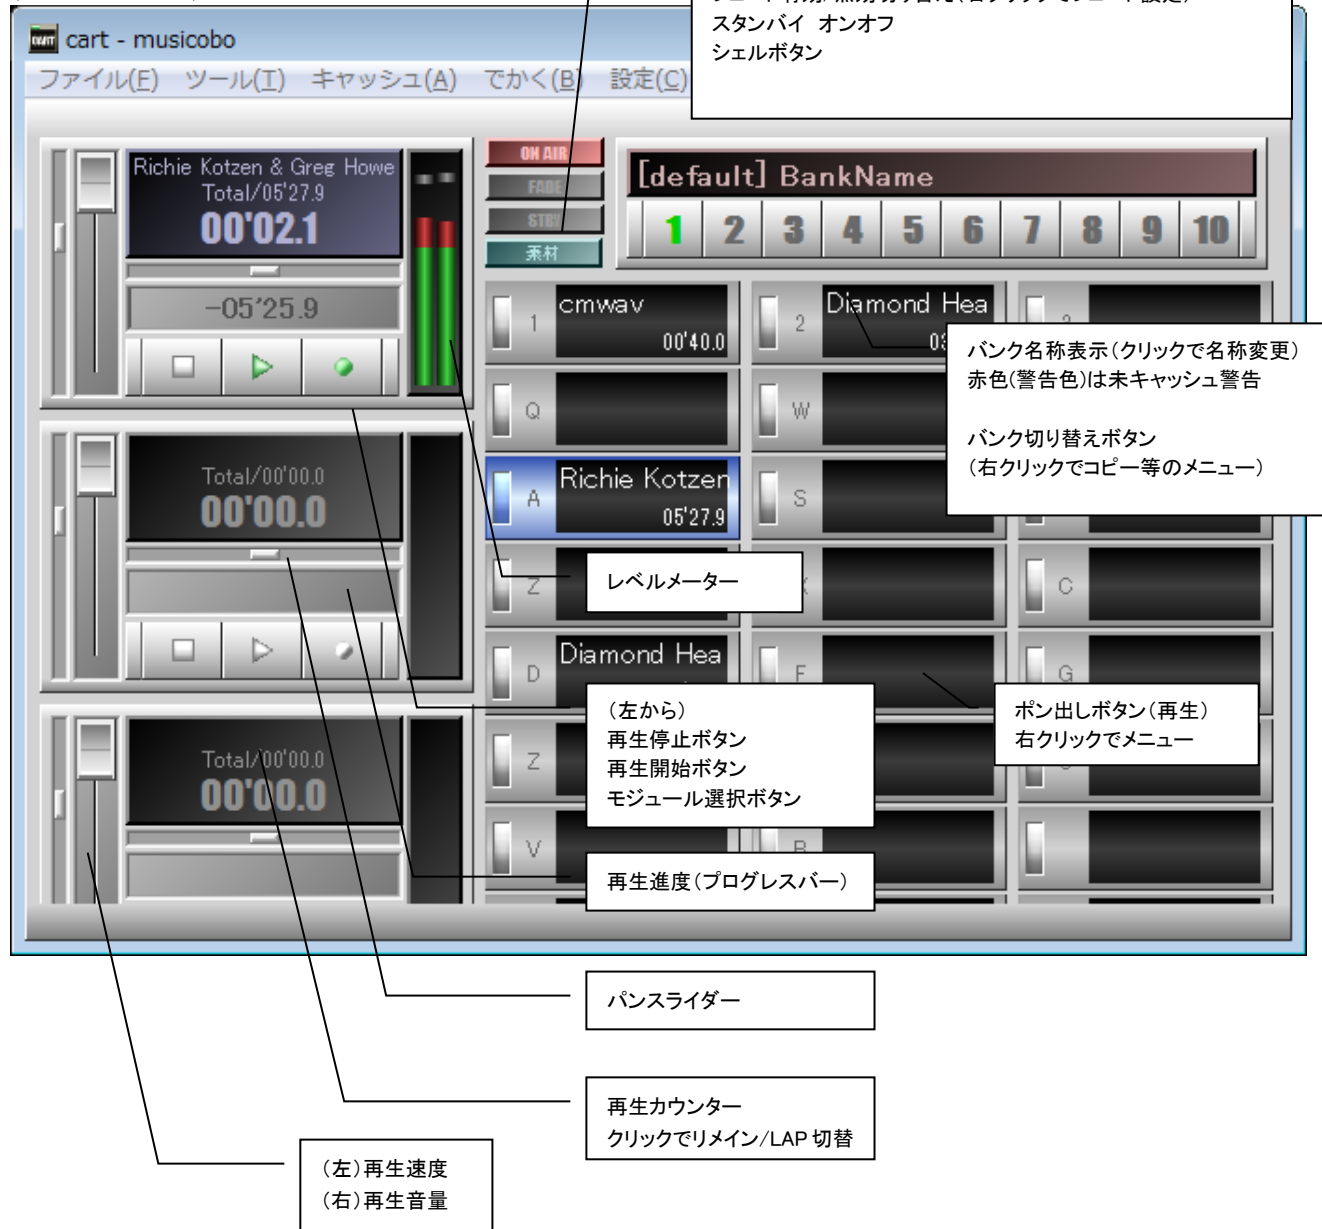 スタンバイ オンオフ
シェルボタン
cart - musicobo
ファイル(F) ツール(T) キャッシュ(A) でかく(B) 設定(C)
Richie Kotzen & Greg Howe
Total/05'27.9
00'02.1
-05'25.9
ON AIR
FADE
STBY
素材
[default] BankName
1 2 3 4 5 6 7 8 9 10
1 cmwav
00'40.0
2 Diamond Hea
バンク名称表示(クリックで名称変更)
赤色(警告色)は未キャッシュ警告
バンク切り替えボタン
(右クリックでコピー等のメニュー)
Q
W
A Richie Kotzen
05'27.9
S
Total/00'00.0
00'00.0
Z
レベルメーター
C
D Diamond Hea
F
G
(左から)
再生停止ボタン
再生開始ボタン
モジュール選択ボタン
ポン出しボタン(再生)
右クリックでメニュー
Total/00'00.0
00'00.0
Z
V
B
再生進度(プログレスバー)
パンスライダー
再生カウンター
クリックでリメイン/LAP 切替
(左)再生速度
(右)再生音量